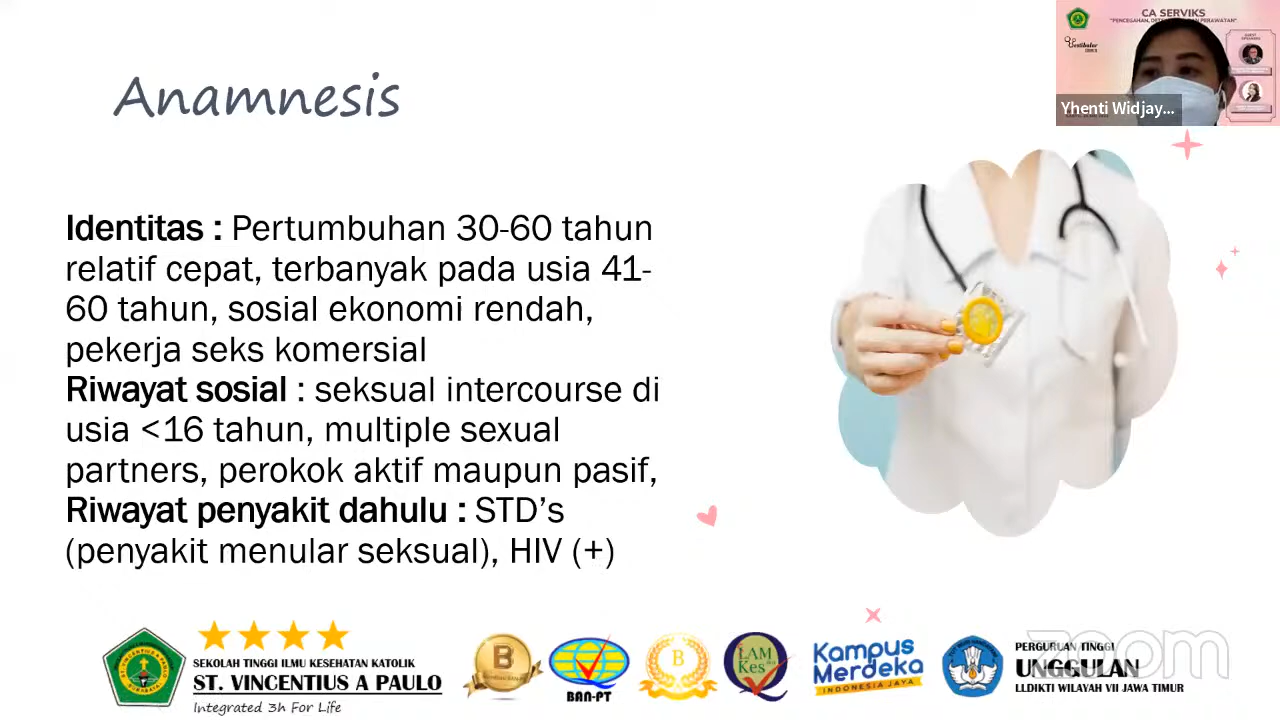 CA SERVIKS
Yhenti Widjay...
Anamnesis
Identitas : Pertumbuhan 30-60 tahun
relatif cepat, terbanyak pada usia 41-
60 tahun, sosial ekonomi rendah,
pekerja seks komersial
Riwayat sosial : seksual intercourse di
usia <16 tahun, multiple sexual
partners, perokok aktif maupun pasif,
Riwayat penyakit dahulu : STD's
(penyakit menular seksual), HIV (+)
SEKOLAH TINGGI ILMU KESEHATAN KATOLIK
ST. VINCENTIUS A PAULO
Integrated 3h For Life
B
BAN-PT
B
LAM
Kes
Kampus
Merdeka
INDONESIA JAYA
PERGURUAN TINGGI
UNGGULAN
LLDIKTI WILAYAH VII JAWA TIMUR
zoom